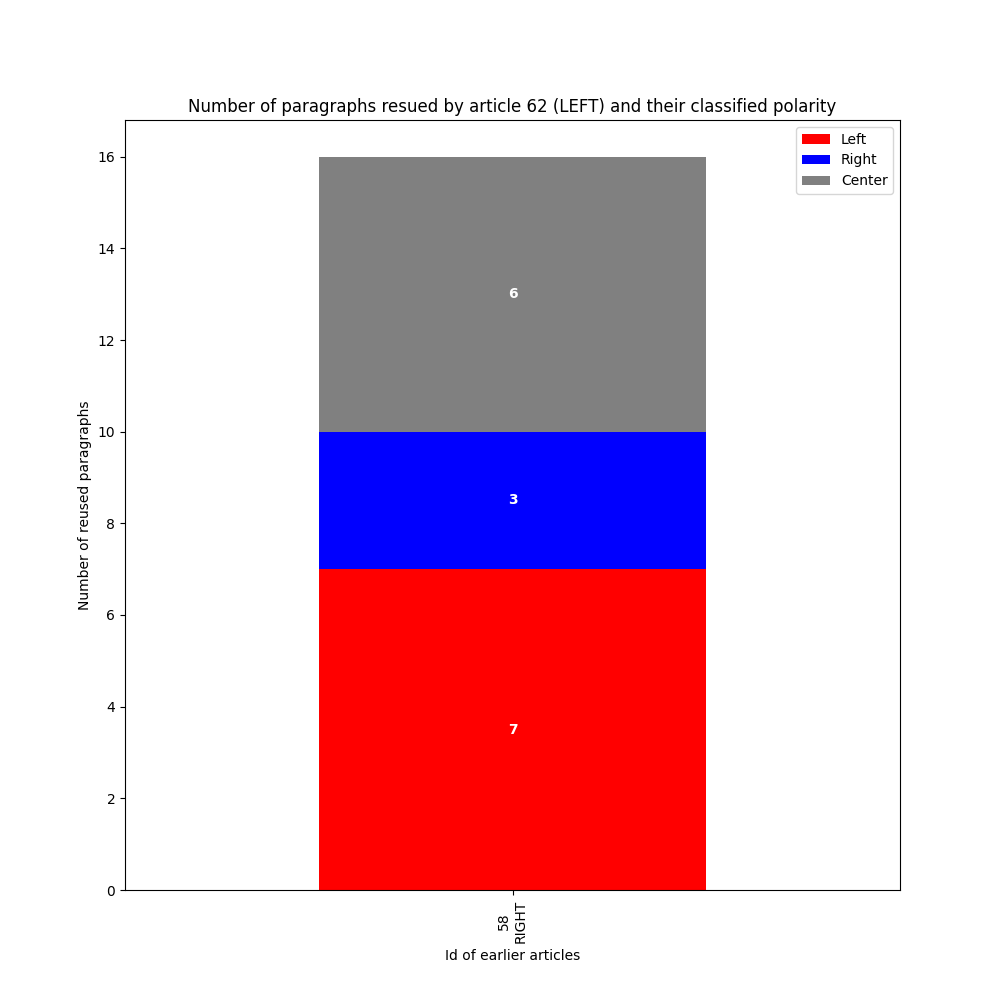 Number of paragraphs resued by article 62 (LEFT) and their classified polarity
Left
Right
Center
16
14
12
10
8
6
4
2
0
Number of reused paragraphs
6
3
7
58
RIGHT
Id of earlier articles